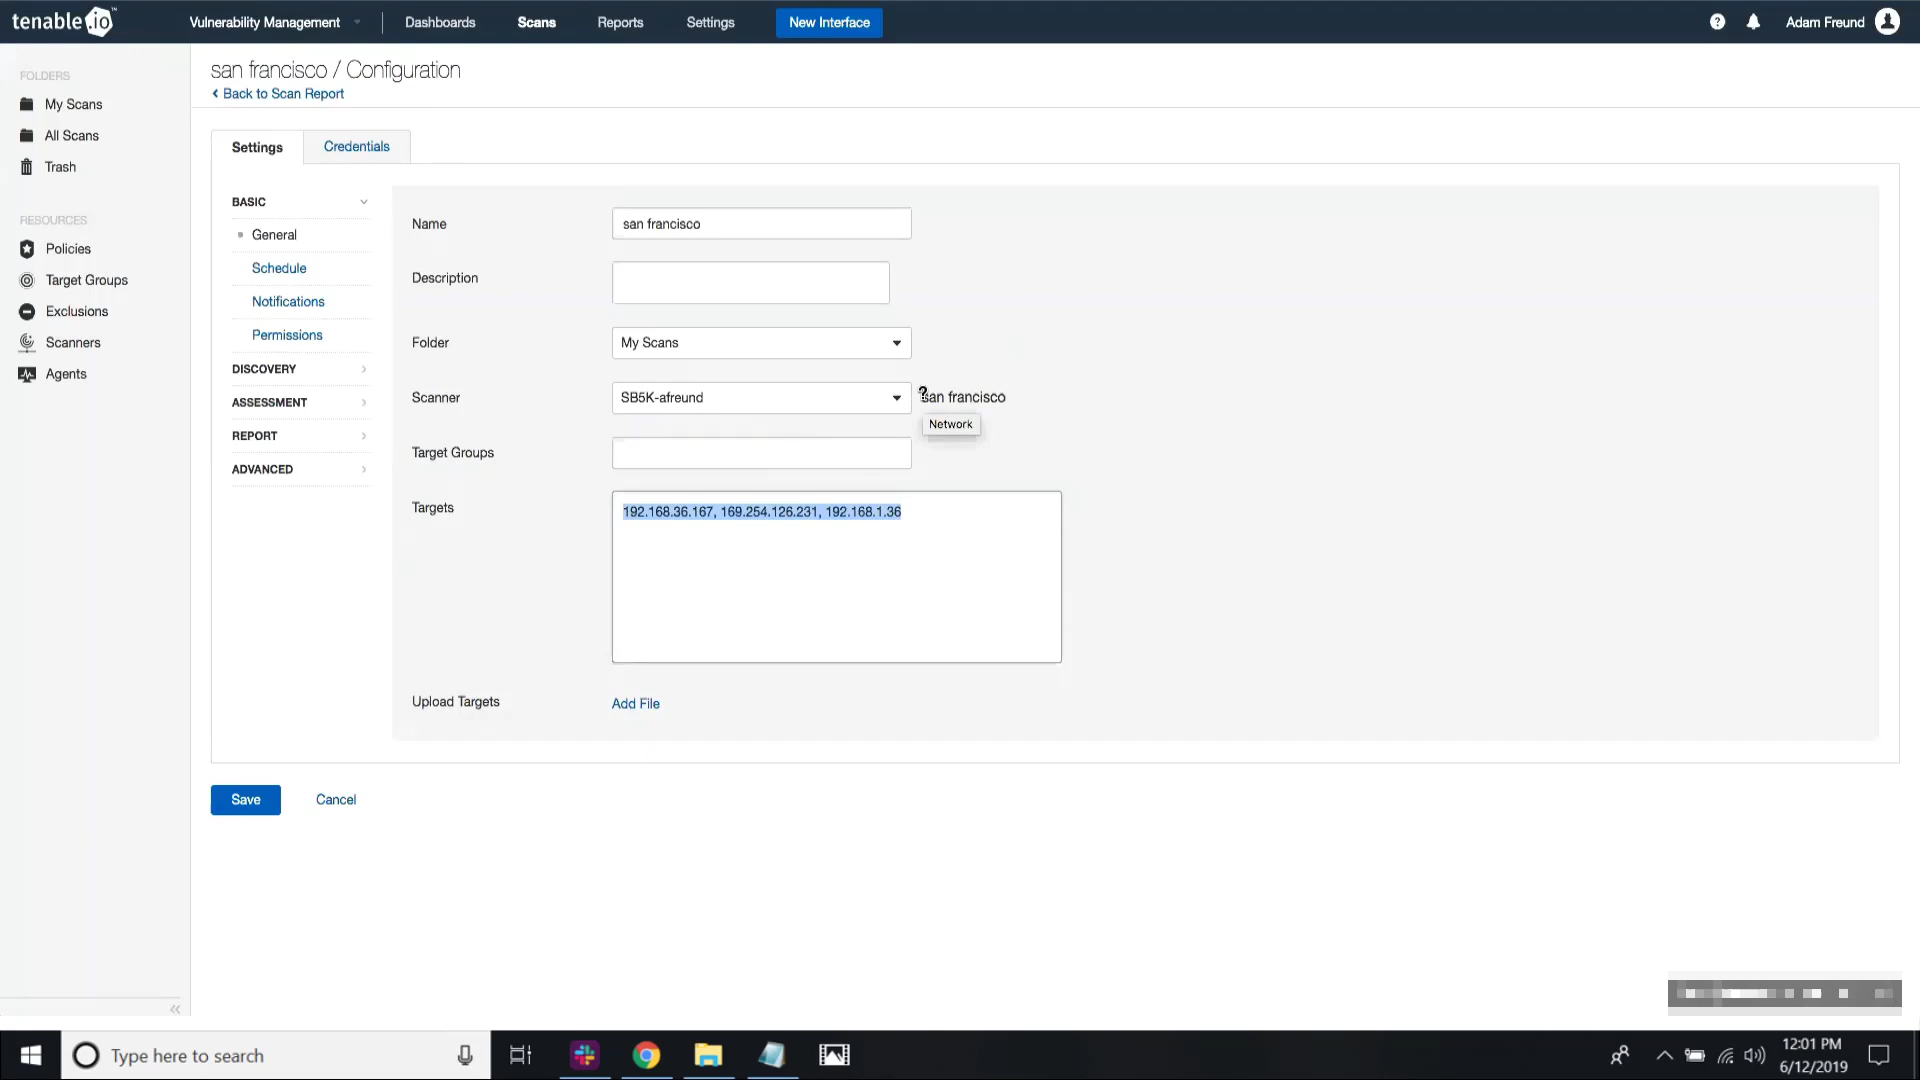 tenable.io™
Vulnerability Management
Dashboards
Scans
Reports
Settings
New Interface
?
Adam Freund
FOLDERS
My Scans
All Scans
Trash
RESOURCES
Policies
Target Groups
Exclusions
Scanners
Agents
san francisco / Configuration
Back to Scan Report
Settings
Credentials
BASIC
General
Schedule
Notifications
Permissions
DISCOVERY
ASSESSMENT
REPORT
ADVANCED
Name
san francisco
Description
Folder
My Scans
Scanner
SB5K-afreund
san francisco
Network
Target Groups
Targets
192.168.36.167, 169.254.126.231, 192.168.1.36
Upload Targets
Add File
Save
Cancel
Type here to search
12:01 PM
6/12/2019